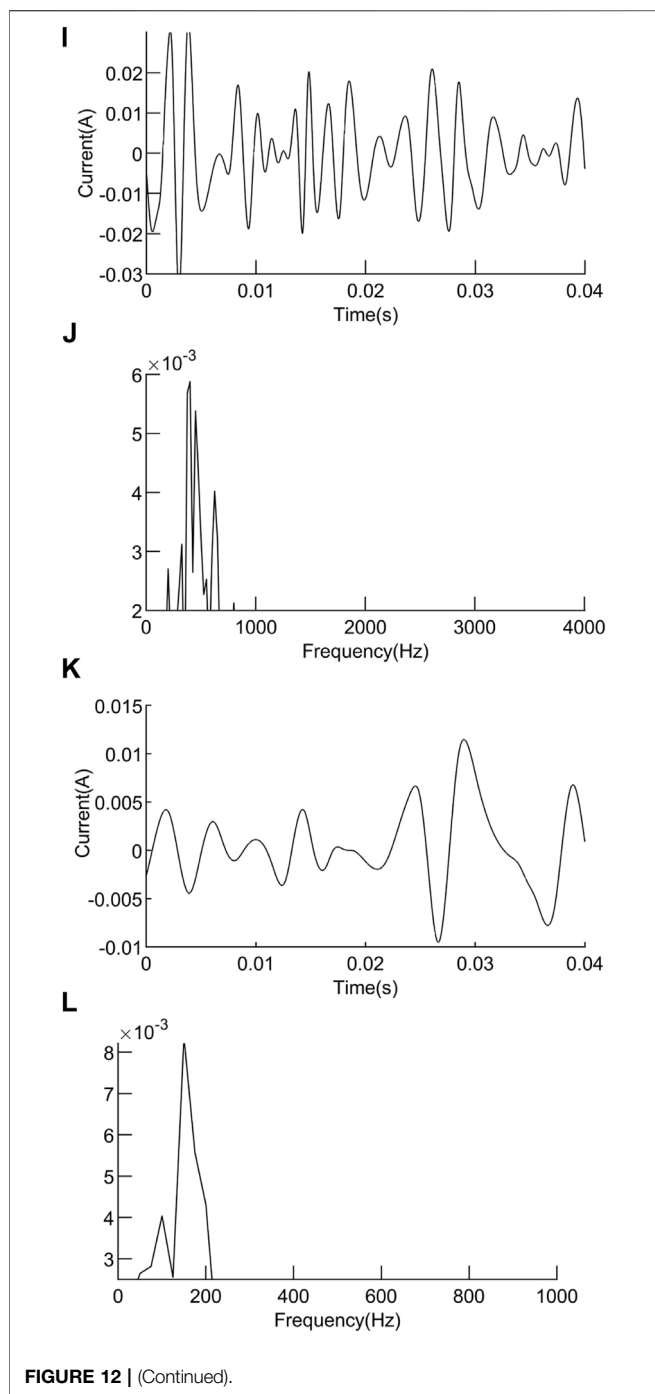 I
0.02
0.01
0
-0.01
-0.02
-0.03
Current(A)
0 0.01 0.02 0.03 0.04
Time(s)
J
×10-3
6
5
4
3
2
0 1000 2000 3000 4000
Frequency(Hz)
K
0.015
0.01
0.005
0
-0.005
-0.01
Current(A)
0 0.01 0.02 0.03 0.04
Time(s)
L
×10-3
8
7
6
5
4
3
0 200 400 600 800 1000
Frequency(Hz)
FIGURE 12 | (Continued).